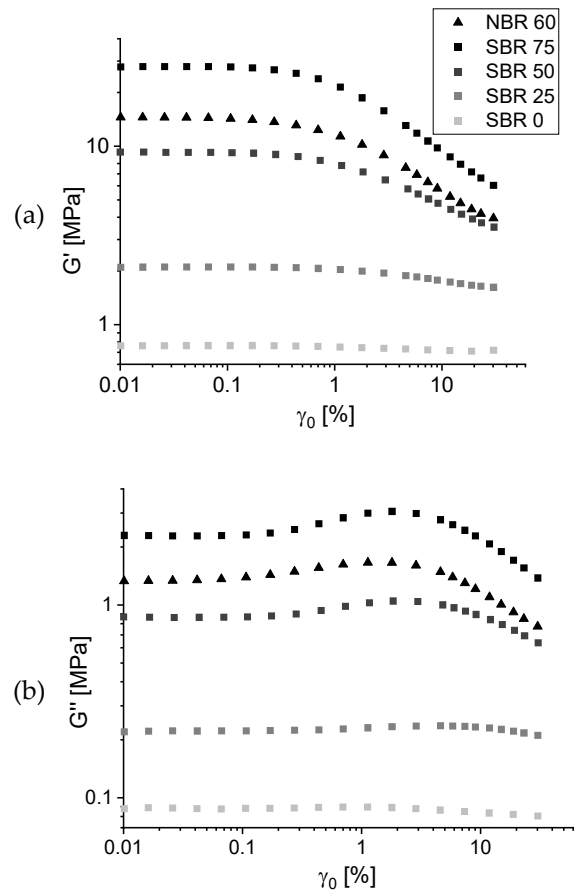 NBR 60
SBR 75
SBR 50
SBR 25
SBR 0
(a)
G' [MPa]
10
1
0.01 0.1 1 10
γ₀ [%]
(b)
G'' [MPa]
1
0.1
0.01 0.1 1 10
γ₀ [%]